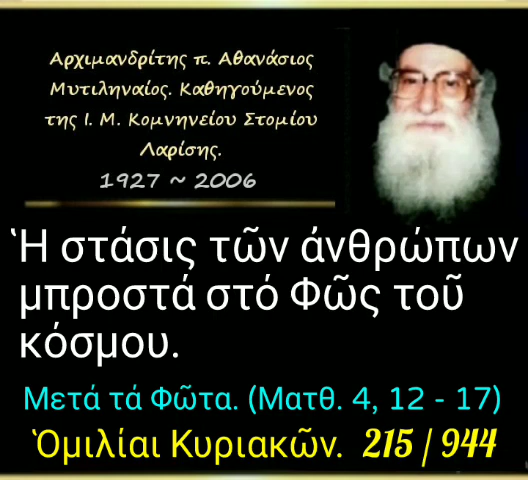 Αρχιμανδρίτης π. Αθανάσιος
Μυτιληναίος. Καθηγούμενος
της Ι. Μ. Κομνηνείου Στομίου
Λαρίσης.
1927 ~ 2006
Ἡ στάσις τῶν ἀνθρώπων
μπροστά στό Φῶς τοῦ
κόσμου.
Μετά τά Φῶτα. (Ματθ. 4, 12 - 17)
Ὁμιλίαι Κυριακῶν. 215 / 944